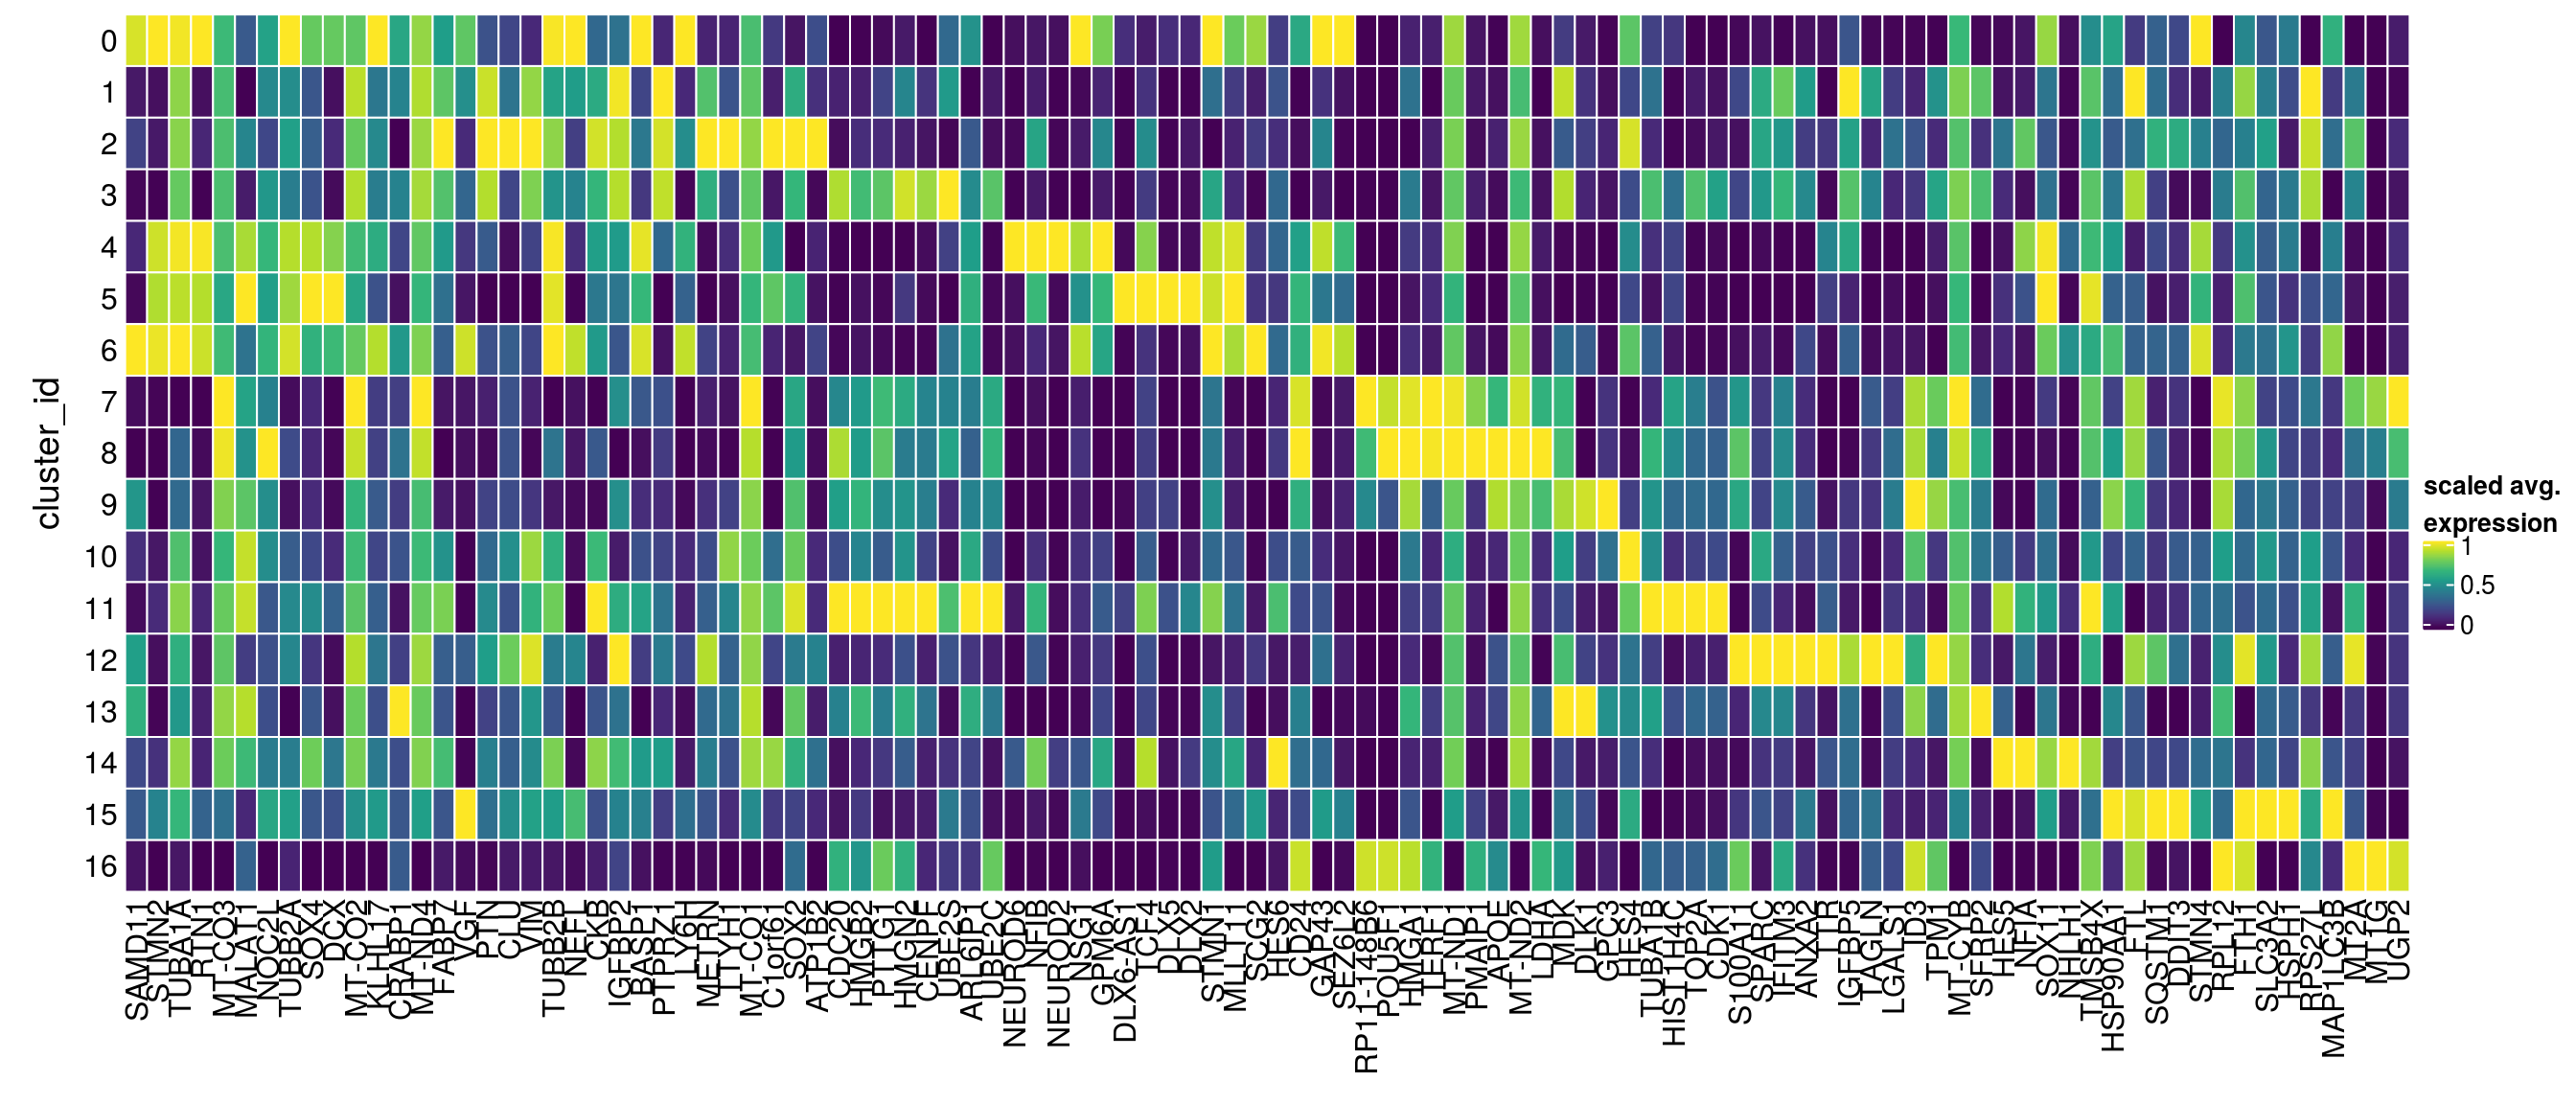 cluster_id
0
1
2
3
4
5
6
7
8
9
10
11
12
13
14
15
16
SAMD11
STMN2
TUBA1A
RTN1
MT-CO3
MALAT1
NOC2L
TUBB2A
SOX4
DCX
MT-CO2
KLHL17
CRABP1
MT-ND4
FABP7
VGF
PTN
CLU
VIM
TUBB2B
NEFL
CKB
IGFBP2
BASP1
PTPRZ1
LY6H
METRN
TTYH1
MT-CO1
C1orf61
SOX2
ATP1B2
CDC20
HMGB2
PTTG1
HMGN2
CENPF
UBE2S
ARL6IP1
UBE2C
NEUROD6
NFIB
NEUROD2
NSG1
GPM6A
DLX6-AS1
TCF4
DLX5
DLX2
STMN1
MLLT11
SCG2
HES6
CD24
GAP43
SEZ6L2
RP11-148B6
POU5F1
HMGA1
TERF1
MT-ND1
PMAIP1
APOE
MT-ND2
LDHA
MDK
DLK1
GPC3
HES4
TUBA1B
HIST1H4C
TOP2A
CDK1
S100A11
SPARC
IFITM3
ANXA2
TTR
IGFBP5
TAGLN
LGALS1
ID3
TPM1
MT-CYB
SFRP2
HES5
NFIA
SOX11
NHLH1
TMSB4X
HSP90AA1
FTL
SQSTM1
DDIT3
STMN4
RPL12
FTH1
SLC3A2
HSPH1
RPS27L
MAP1LC3B
MT2A
MT1G
UGP2
scaled avg.
expression
1
0.5
0